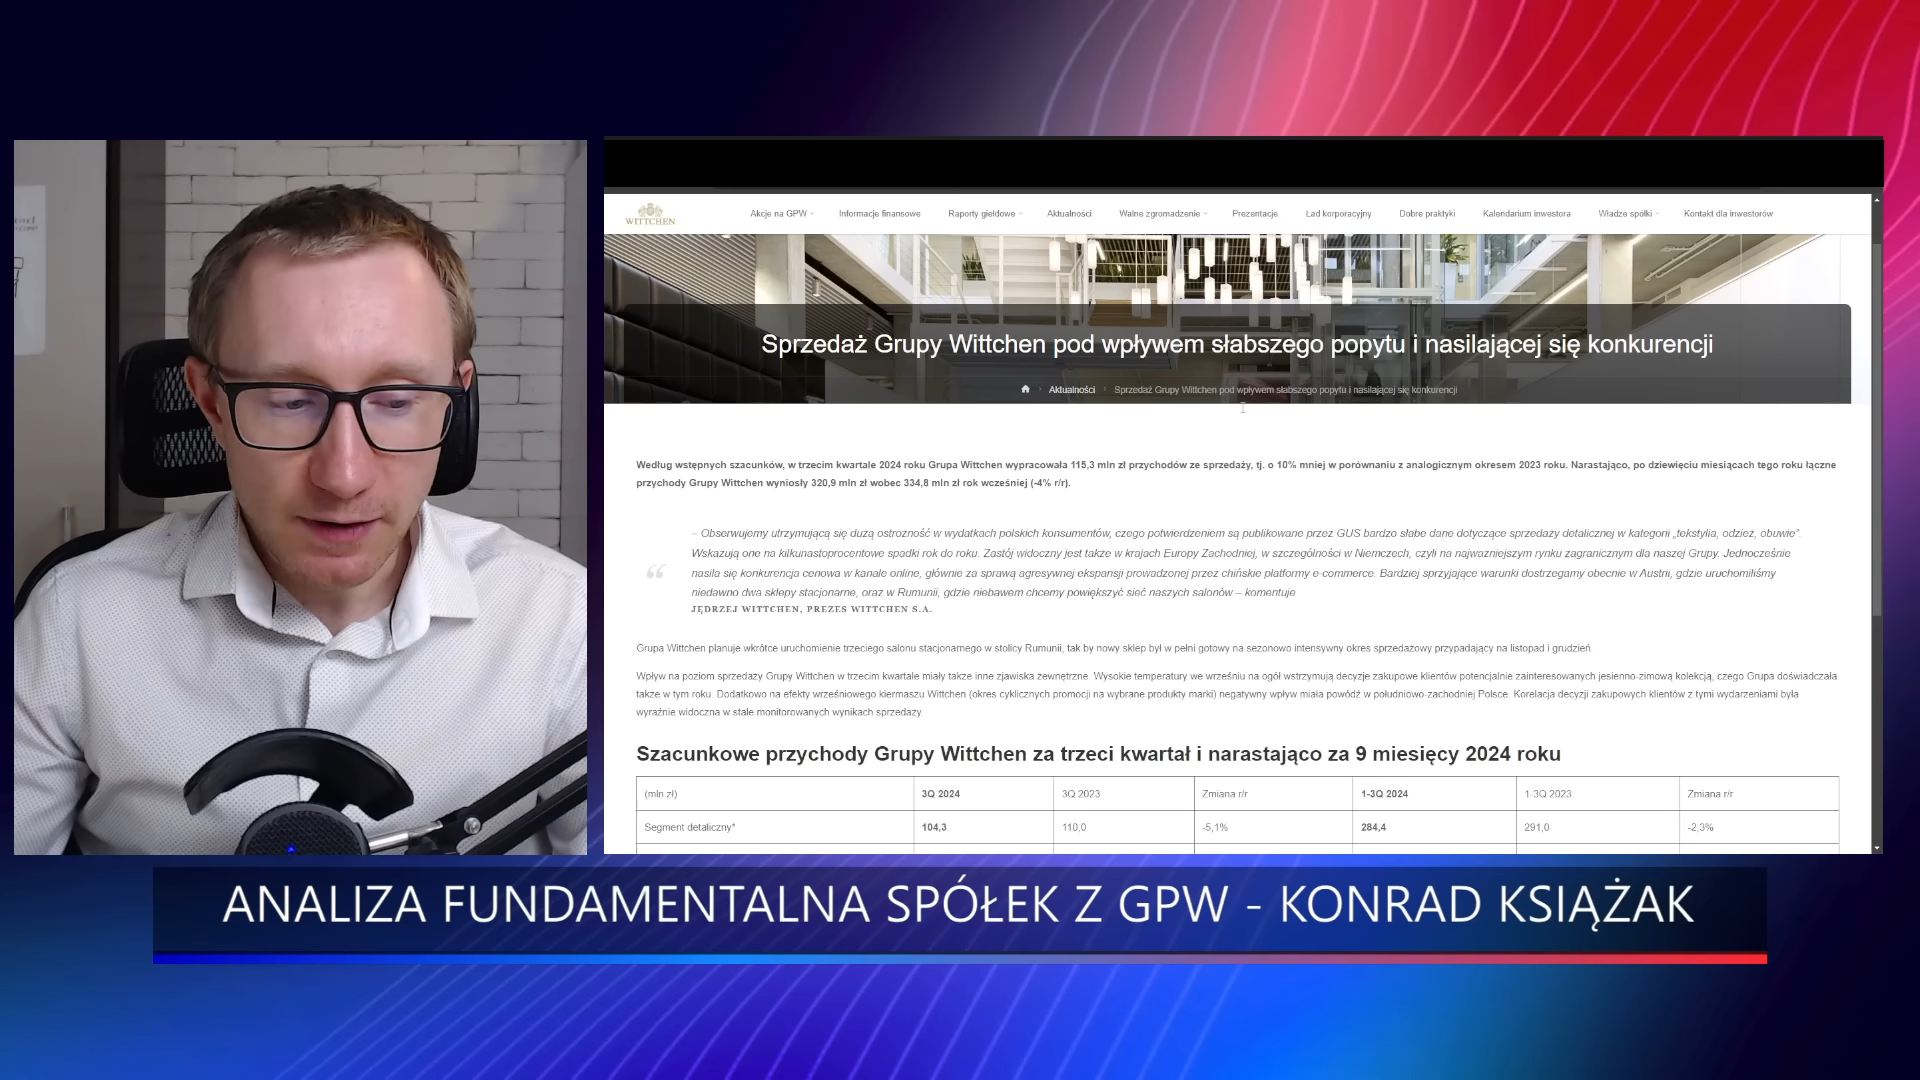 WITTCHEN
Akcje na GPW
Informacje finansowe
Raporty giełdowe
Aktualności
Walne zgromadzenie
Prezentacje
Ład korporacyjny
Dobre praktyki
Kalendarium inwestora
Władze spółki
Kontakt dla inwestorów
Sprzedaż Grupy Wittchen pod wpływem słabszego popytu i nasilającej się konkurencji
Aktualności
Sprzedaż Grupy Wittchen pod wpływem słabszego popytu i nasilającej się konkurencji
Według wstępnych szacunków, w trzecim kwartale 2024 roku Grupa Wittchen wypracowała 115,3 mln zł przychodów ze sprzedaży, tj. o 10% mniej w porównaniu z analogicznym okresem 2023 roku. Narastająco, po dziewięciu miesiącach tego roku łączne
przychody Grupy Wittchen wyniosły 320,9 mln zł wobec 334,8 mln zł rok wcześniej (-4% r/r).
– Obserwujemy utrzymującą się dużą ostrożność w wydatkach polskich konsumentów, czego potwierdzeniem są publikowane przez GUS bardzo słabe dane dotyczące sprzedaży detalicznej w kategorii „tekstylia, odzież, obuwie".
Wskazują one na kilkunastoprocentowe spadki rok do roku. Zastój widoczny jest także w krajach Europy Zachodniej, w szczególności w Niemczech, czyli na najważniejszym rynku zagranicznym dla naszej Grupy. Jednocześnie
nasila się konkurencja cenowa w kanale online, głównie za sprawą agresywnej ekspansji prowadzonej przez chińskie platformy e-commerce. Bardziej sprzyjające warunki dostrzegamy obecnie w Austrii, gdzie uruchomiliśmy
niedawno dwa sklepy stacjonarne, oraz w Rumunii, gdzie niebawem chcemy powiększyć sieć naszych salonów – komentuje
JĘDRZEJ WITTCHEN, PREZES WITTCHEN S.A.
Grupa Wittchen planuje wkrótce uruchomienie trzeciego salonu stacjonarnego w stolicy Rumunii, tak by nowy sklep był w pełni gotowy na sezonowo intensywny okres sprzedażowy przypadający na listopad i grudzień.
Wpływ na poziom sprzedaży Grupy Wittchen w trzecim kwartale miały także inne zjawiska zewnętrzne. Wysokie temperatury we wrześniu na ogół wstrzymują decyzje zakupowe klientów potencjalnie zainteresowanych jesienno-zimową kolekcją, czego Grupa doświadczała
także w tym roku. Dodatkowo na efekty wrześniowego kiermaszu Wittchen (okres cyklicznych promocji na wybrane produkty marki) negatywny wpływ miała powódź w południowo-zachodniej Polsce. Korelacja decyzji zakupowych klientów z tymi wydarzeniami była
wyraźnie widoczna w stale monitorowanych wynikach sprzedaży.
Szacunkowe przychody Grupy Wittchen za trzeci kwartał i narastająco za 9 miesięcy 2024 roku
(mln zł) 3Q 2024 3Q 2023 Zmiana r/r 1-3Q 2024 1-3Q 2023 Zmiana r/r
Segment detaliczny* 104,3 110,0 -5,1% 284,4 291,0 -2,3%
ANALIZA FUNDAMENTALNA SPÓŁEK Z GPW - KONRAD KSIĄŻAK